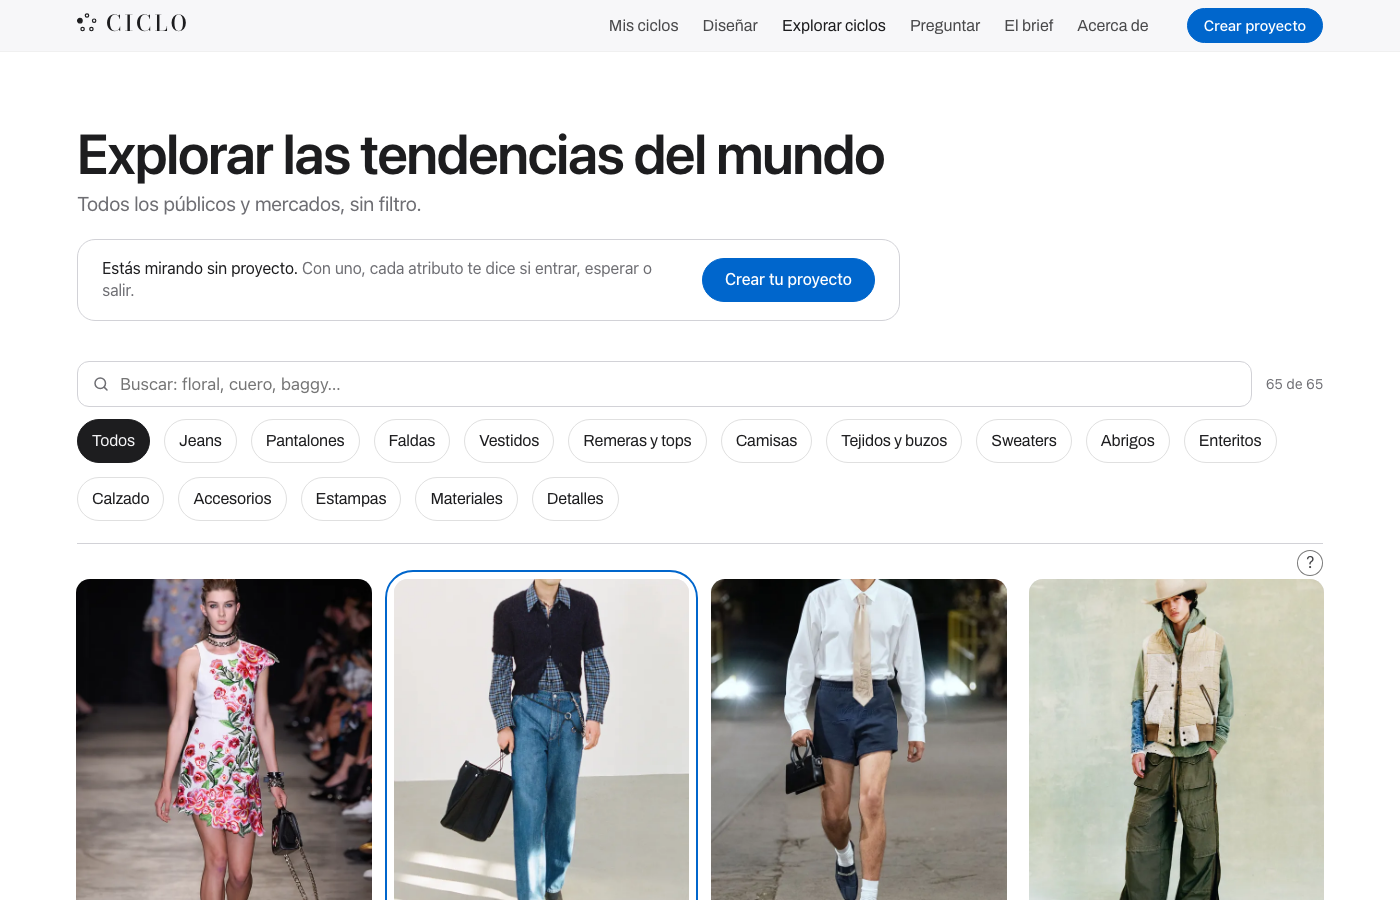 CICLO
Mis ciclos
Diseñar
Explorar ciclos
Preguntar
El brief
Acerca de
Crear proyecto
Explorar las tendencias del mundo
Todos los públicos y mercados, sin filtro.
Estás mirando sin proyecto. Con uno, cada atributo te dice si entrar, esperar o
salir.
Crear tu proyecto
Buscar: floral, cuero, baggy...
65 de 65
Todos
Jeans
Pantalones
Faldas
Vestidos
Remeras y tops
Camisas
Tejidos y buzos
Sweaters
Abrigos
Enteritos
Calzado
Accesorios
Estampas
Materiales
Detalles
?